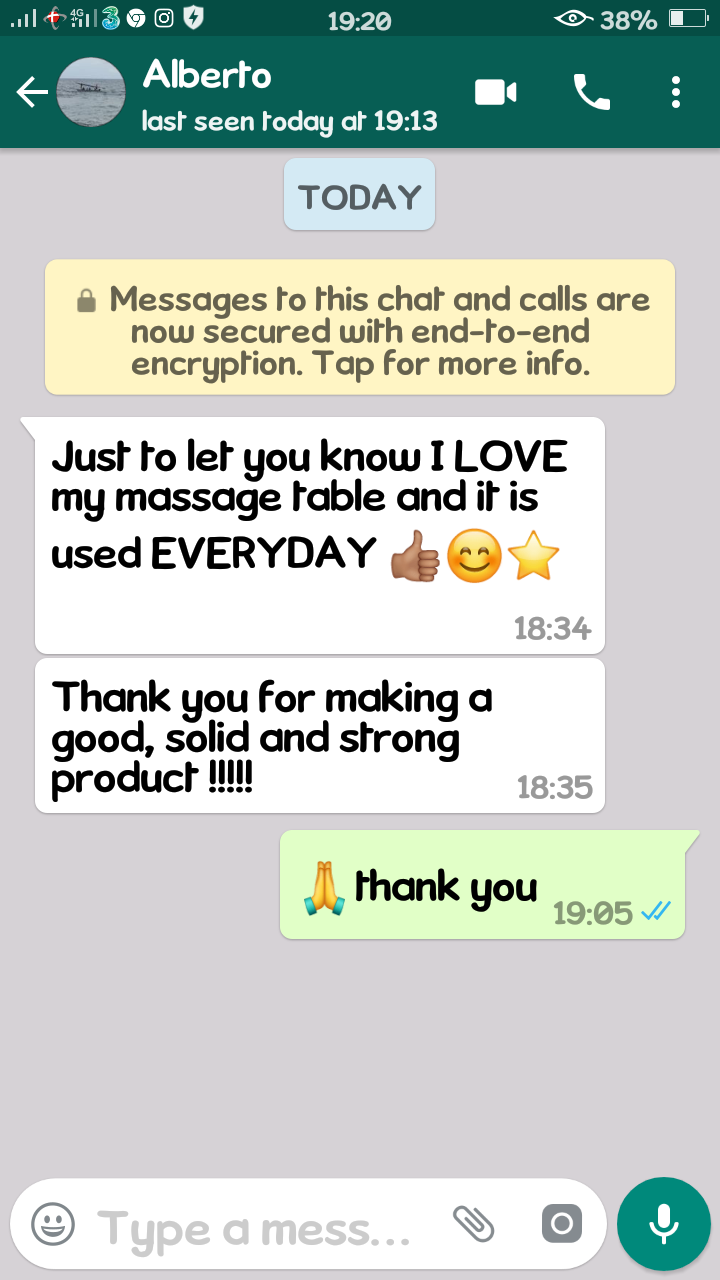 4G 3 19:20 38%
Alberto
last seen today at 19:13
TODAY
Messages to this chat and calls are
now secured with end-to-end
encryption. Tap for more info.
Just to let you know I LOVE
my massage table and it is
used EVERYDAY 👍🏽😊⭐
18:34
Thank you for making a
good, solid and strong
product !!!!!
18:35
🙏 thank you
19:05
Type a mess...